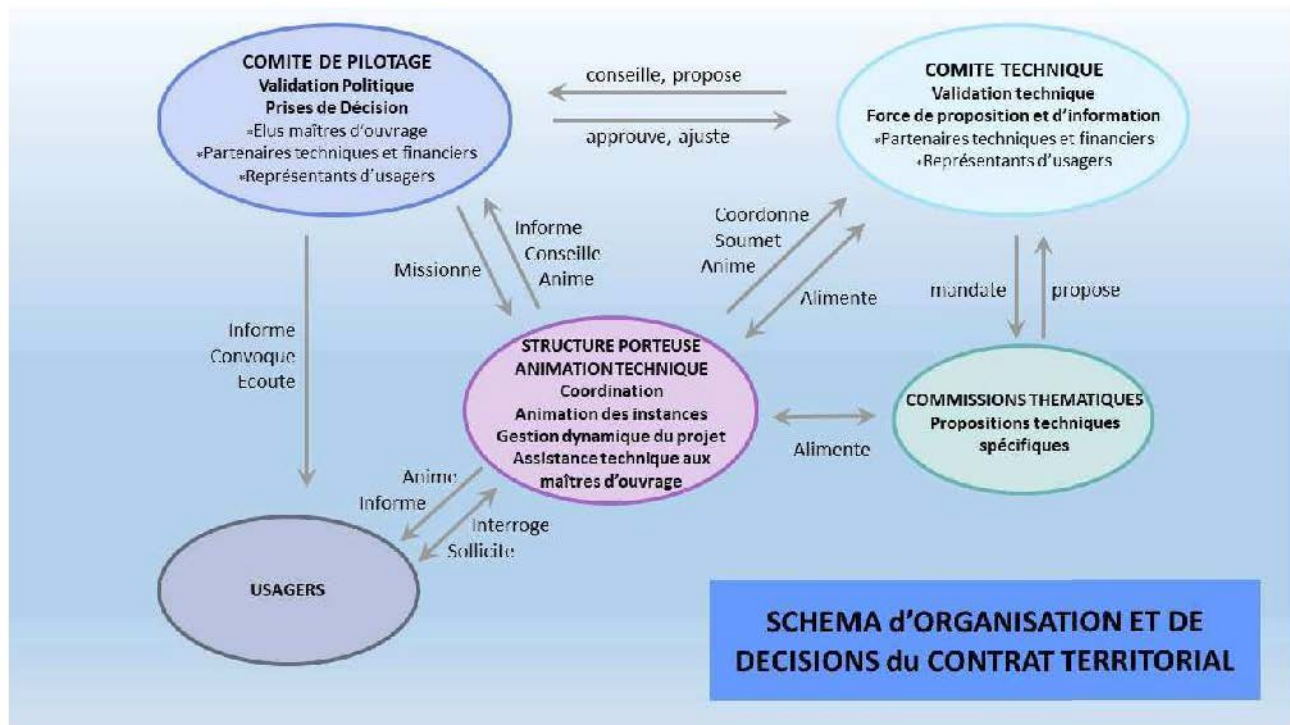 COMITE DE PILOTAGE
Validation Politique
Prises de Décision
•Elus maîtres d'ouvrage
•Partenaires techniques et financiers
•Représentants d'usagers
conseille, propose
approuve, ajuste
COMITE TECHNIQUE
Validation technique
Force de proposition et d'information
•Partenaires techniques et financiers
•Représentants d'usagers
Missionne
Informe
Conseille
Anime
Coordonne
Soumet
Anime
Alimente
mandate
propose
Informe
Convoque
Ecoute
STRUCTURE PORTEUSE
ANIMATION TECHNIQUE
Coordination
Animation des instances
Gestion dynamique du projet
Assistance technique aux
maîtres d'ouvrage
Alimente
COMMISSIONS THEMATIQUES
Propositions techniques
spécifiques
Anime
Informe
Interroge
Sollicite
USAGERS
SCHEMA d'ORGANISATION ET DE
DECISIONS du CONTRAT TERRITORIAL